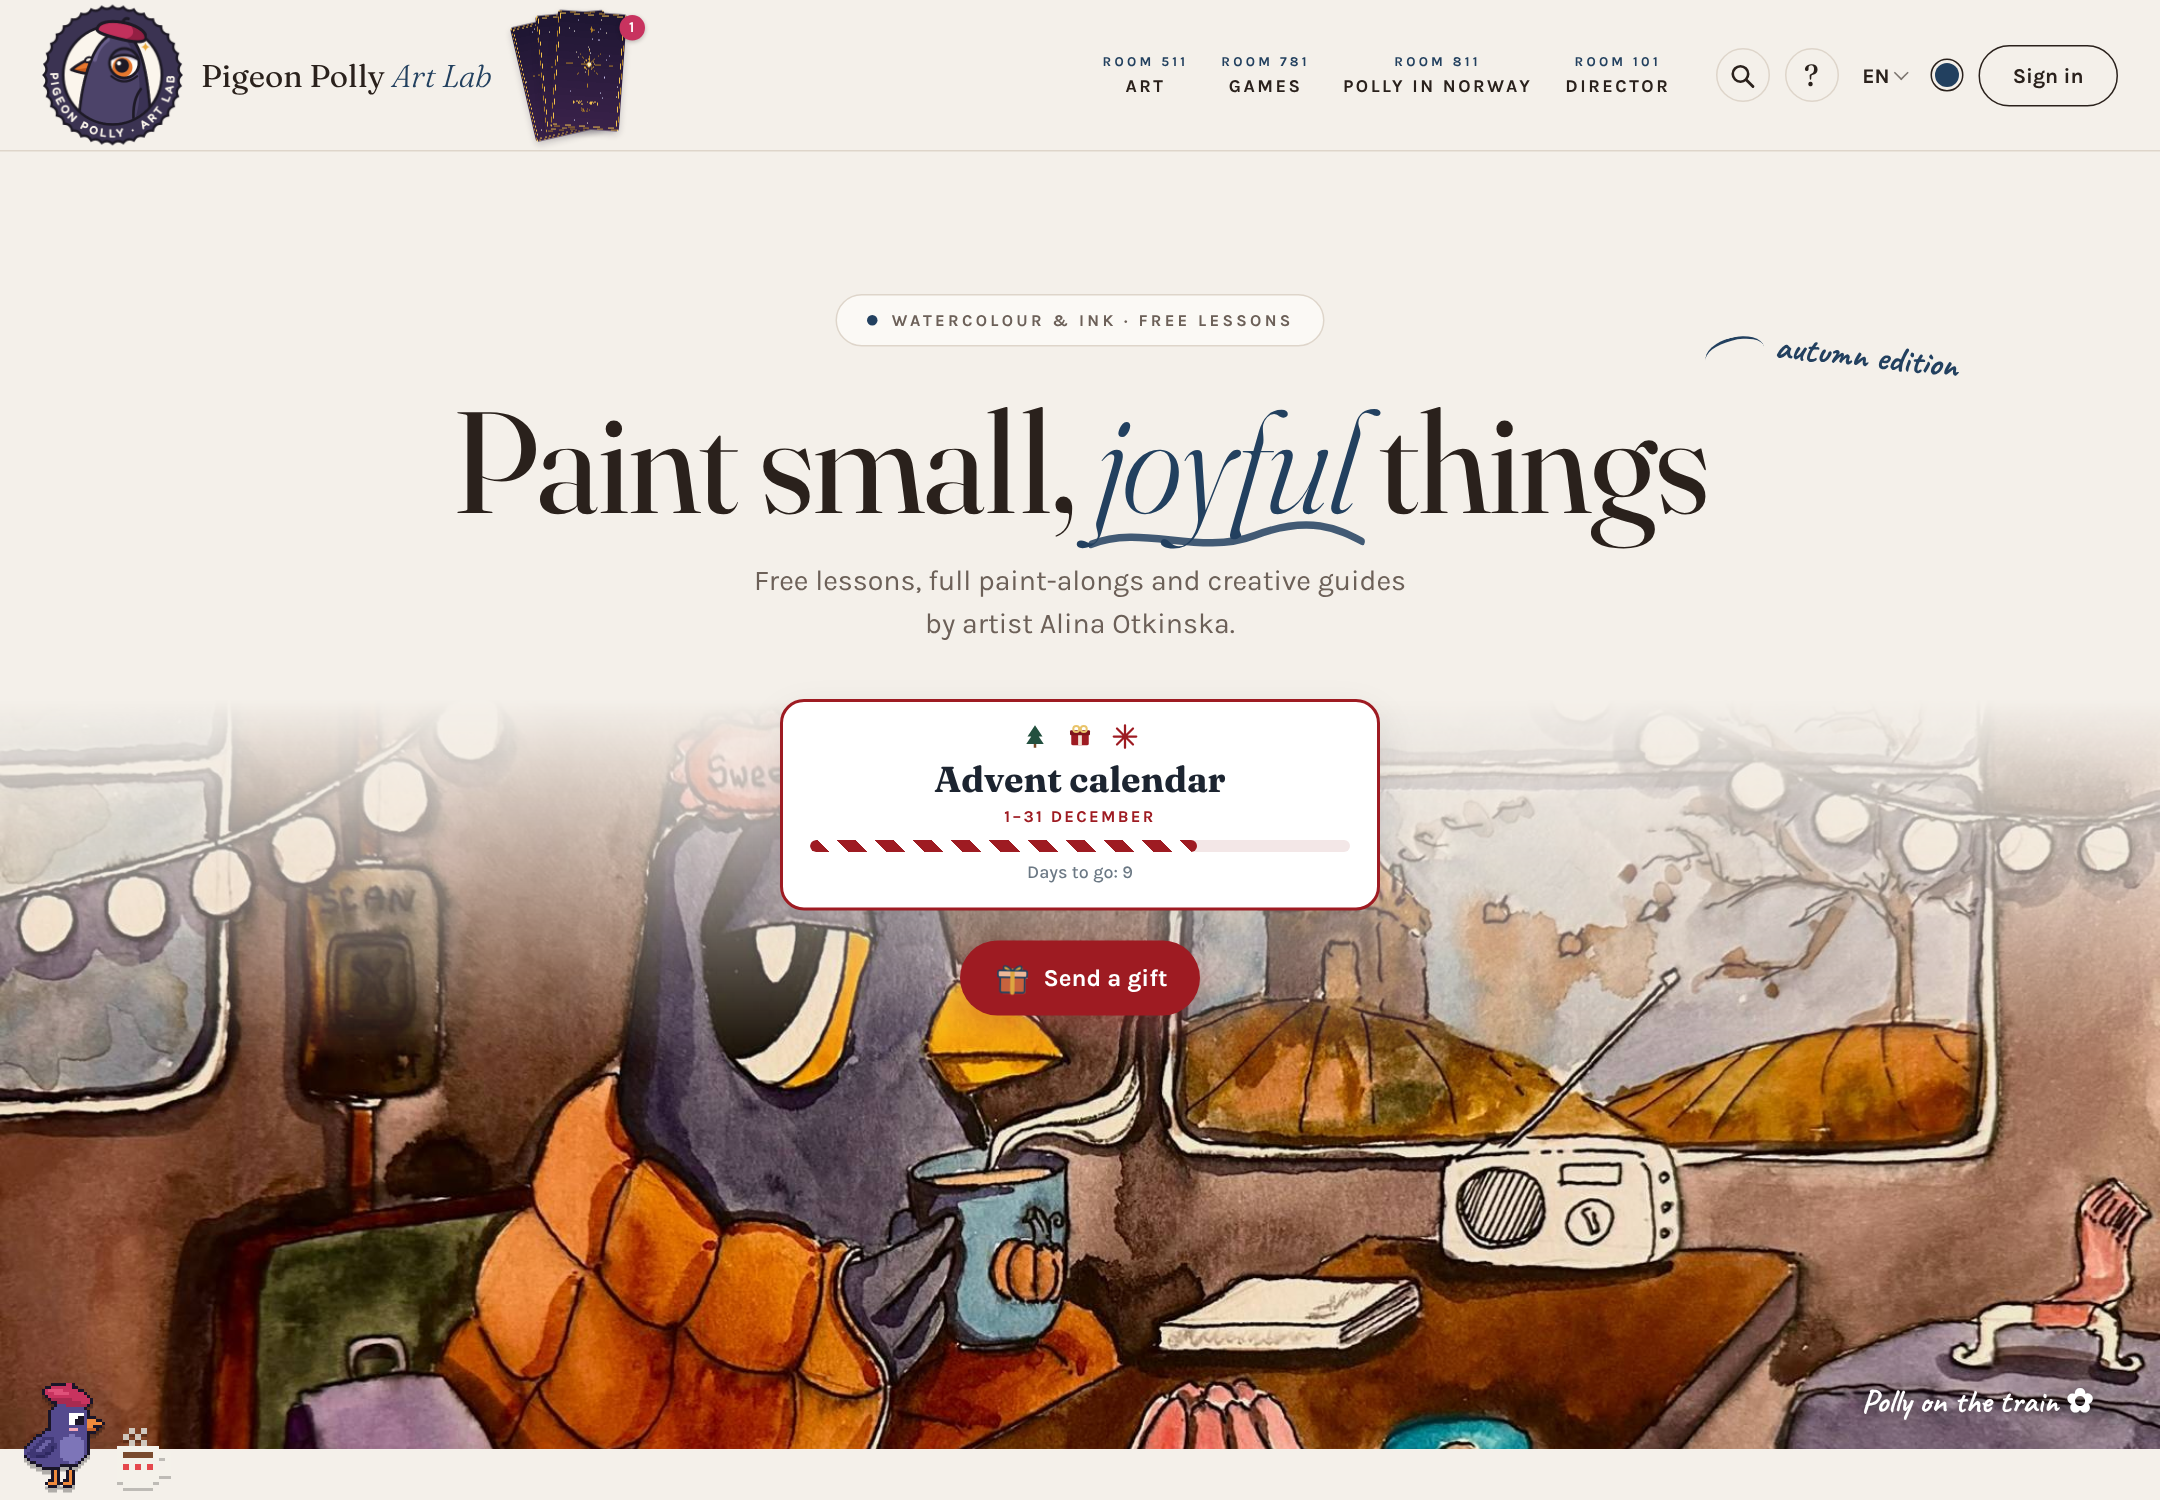 PIGEON POLLY · ART LAB
Pigeon Polly Art Lab
1
ROOM 511
ART
ROOM 781
GAMES
ROOM 811
POLLY IN NORWAY
ROOM 101
DIRECTOR
?
EN
Sign in
WATERCOLOUR & INK · FREE LESSONS
autumn edition
Paint small, joyful things
Free lessons, full paint-alongs and creative guides
by artist Alina Otkinska.
Swee
Advent calendar
1–31 DECEMBER
Days to go: 9
SCAN
Send a gift
Polly on the train